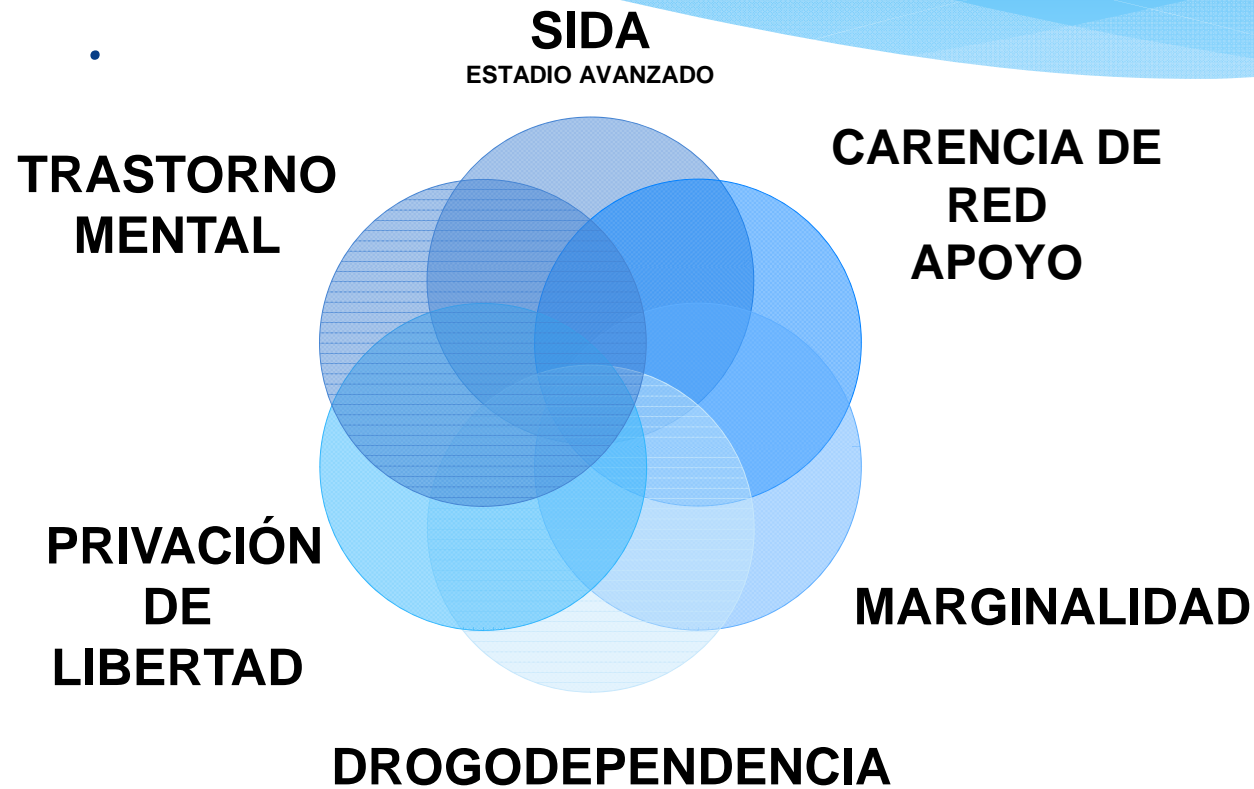 SIDA
ESTADIO AVANZADO
CARENCIA DE
RED
APOYO
MARGINALIDAD
DROGODEPENDENCIA
PRIVACIÓN
DE
LIBERTAD
TRASTORNO
MENTAL